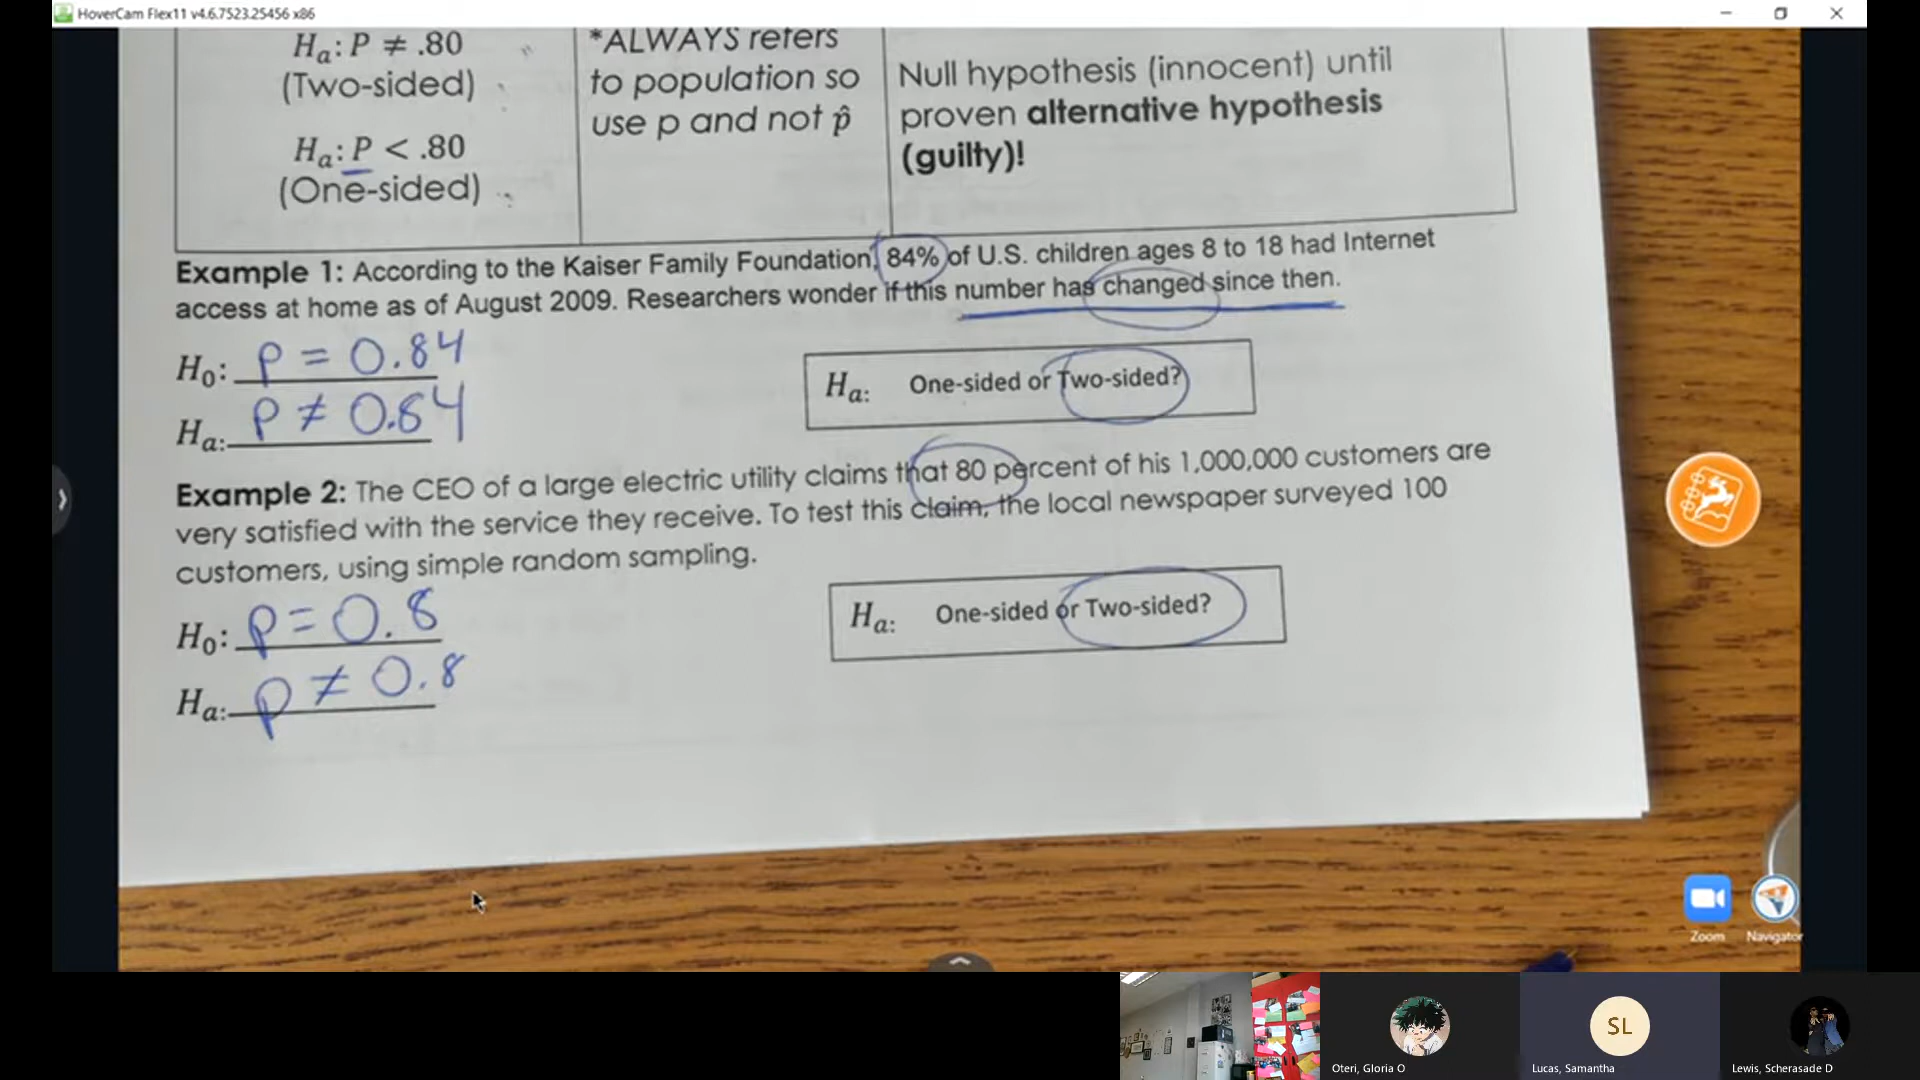 HoverCam Flex11 v4.6.7523.25456 x86
Hₐ: P ≠ .80
(Two-sided)
Hₐ: P < .80
(One-sided)
*ALWAYS refers
to population so
use p and not p̂
Null hypothesis (innocent) until
proven alternative hypothesis
(guilty)!
Example 1: According to the Kaiser Family Foundation, 84% of U.S. children ages 8 to 18 had Internet
access at home as of August 2009. Researchers wonder if this number has changed since then.
H₀: p = 0.84
Hₐ: p ≠ 0.84
Hₐ: One-sided or Two-sided?
Example 2: The CEO of a large electric utility claims that 80 percent of his 1,000,000 customers are
very satisfied with the service they receive. To test this claim, the local newspaper surveyed 100
customers, using simple random sampling.
H₀: p = 0.8
Hₐ: p ≠ 0.8
Hₐ: One-sided or Two-sided?
Zoom
Navigator
Oteri, Gloria O
SL
Lucas, Samantha
Lewis, Scherasade D